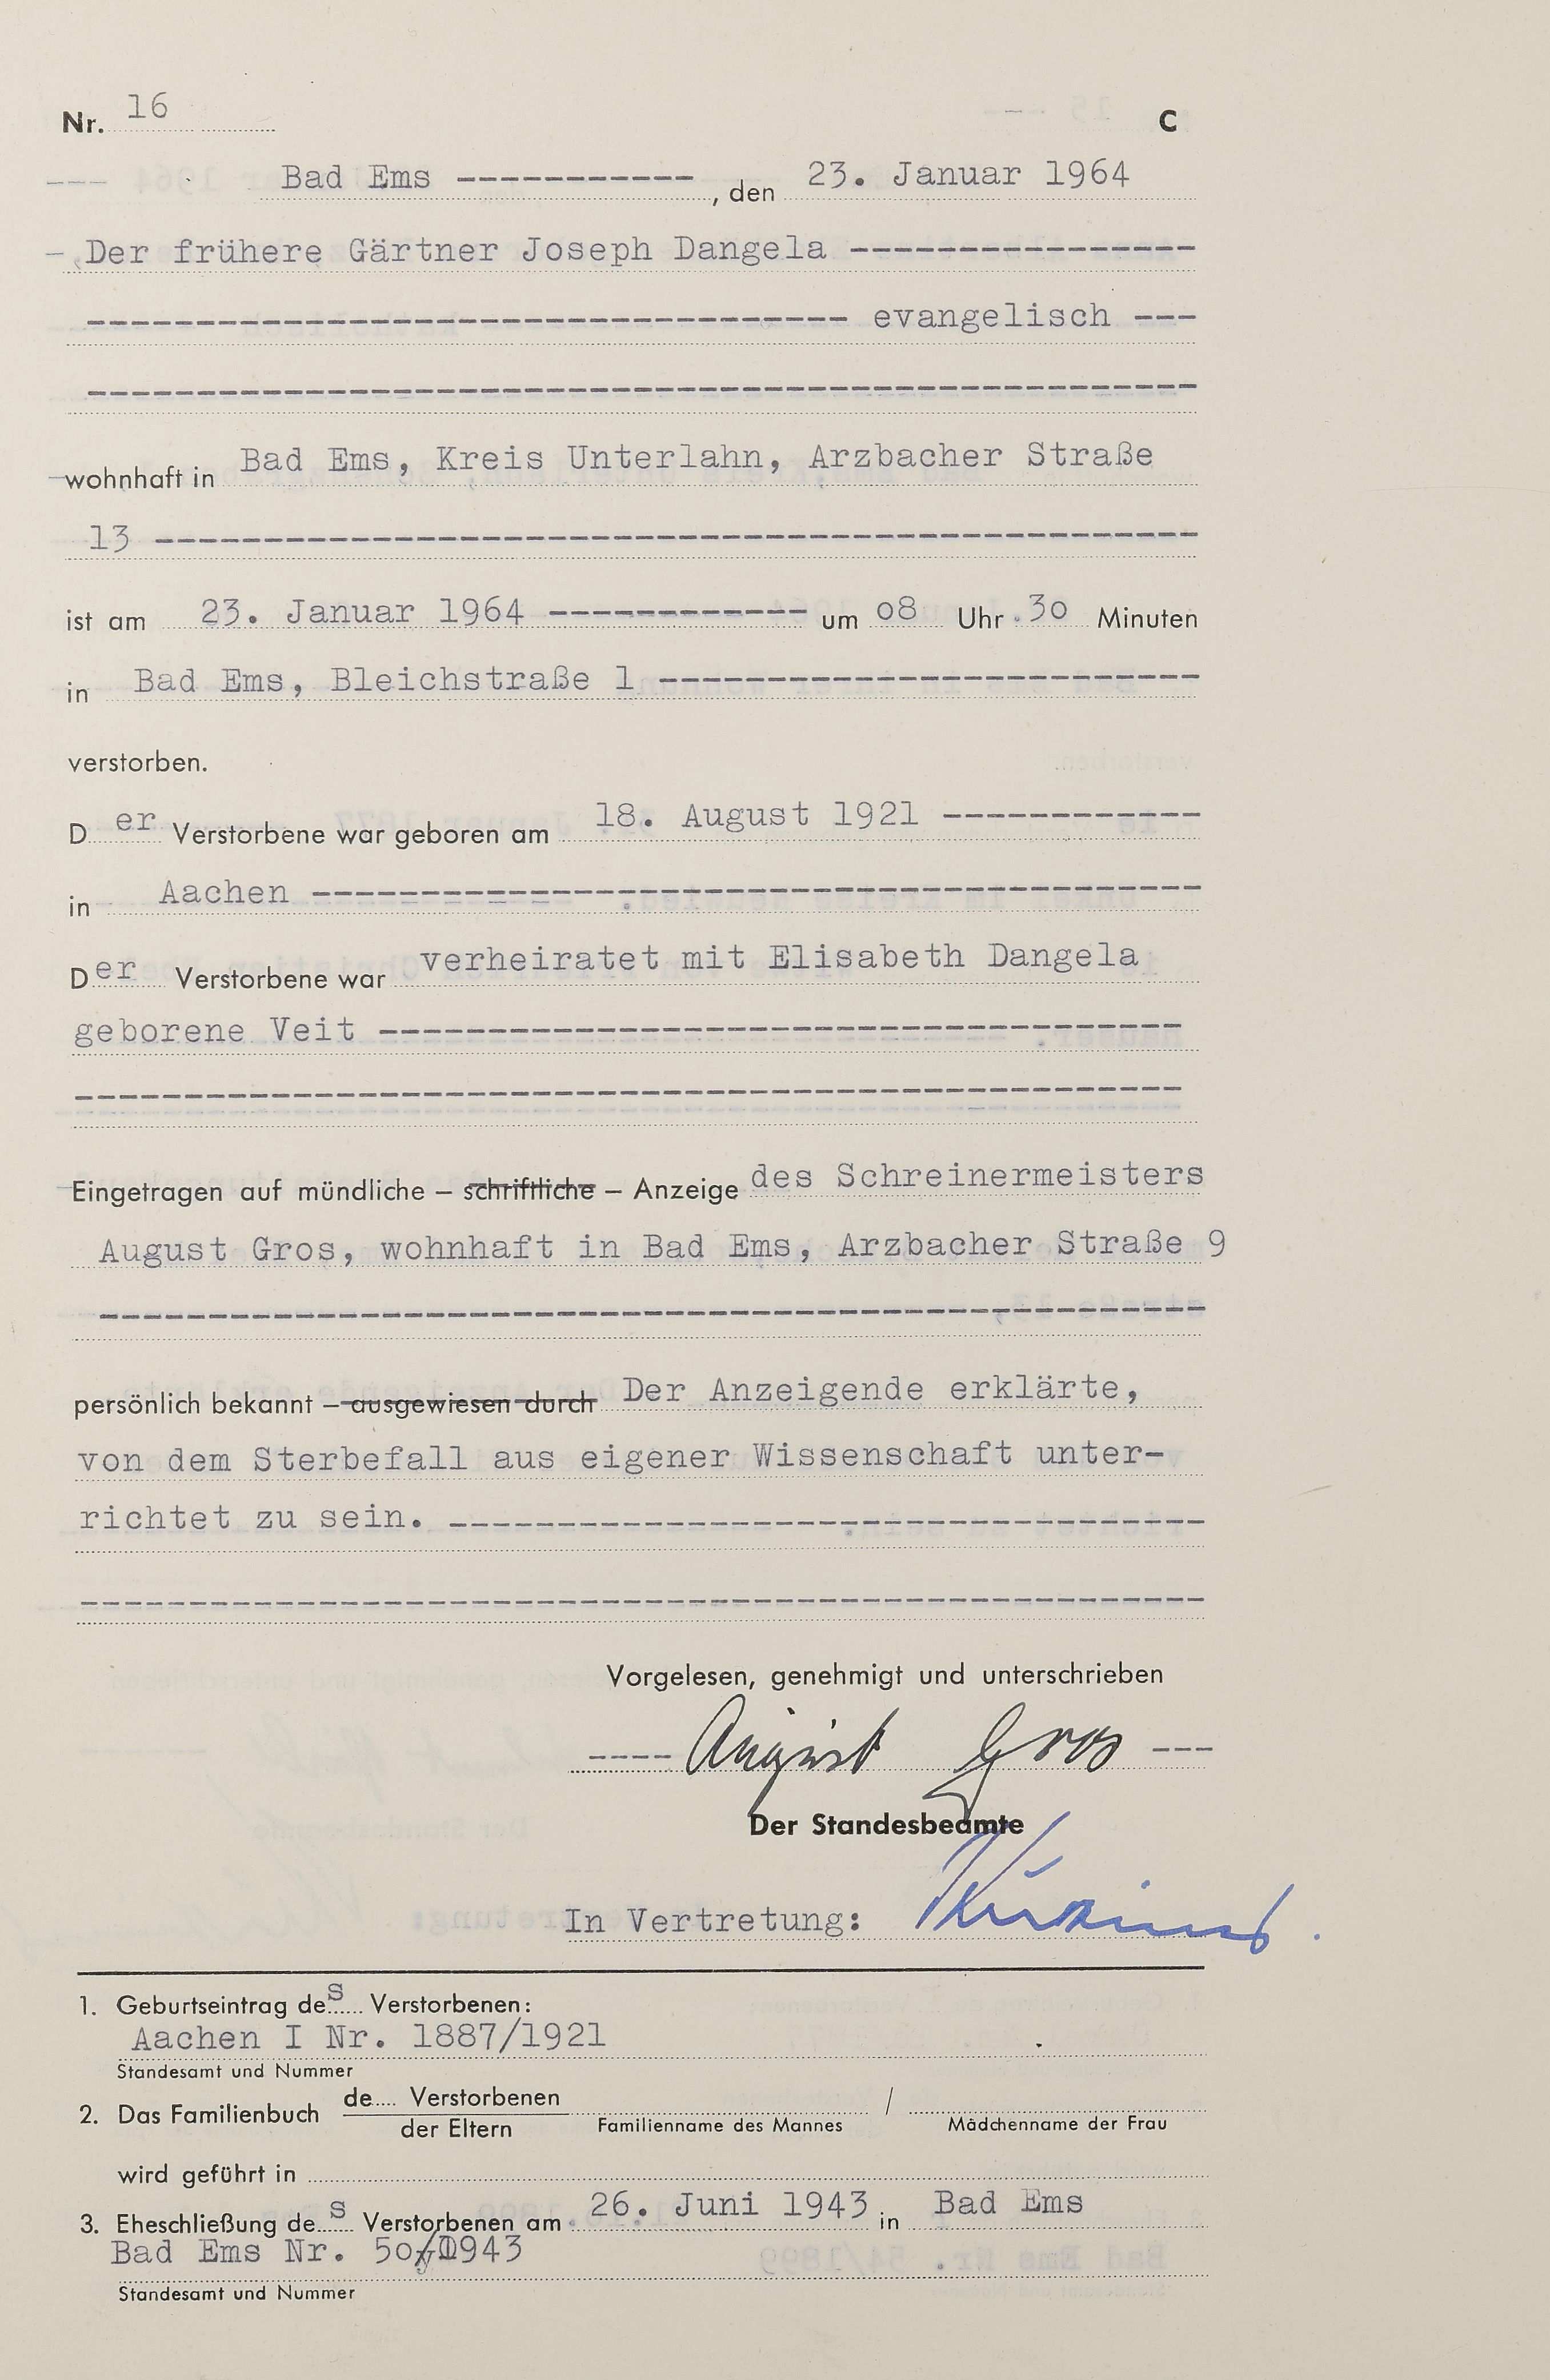 Nr. 16 C
Bad Ems -----------, den 23. Januar 1964
Der frühere Gärtner Joseph Dangela ----------------
----------------------------------- evangelisch ---
---------------------------------------------------
wohnhaft in Bad Ems, Kreis Unterlahn, Arzbacher Straße
13 ------------------------------------------------
ist am 23. Januar 1964 ------------ um 08 Uhr 30 Minuten
in Bad Ems, Bleichstraße 1 -------------------------
verstorben.
Der Verstorbene war geboren am 18. August 1921 ------------
in Aachen -----------------------------------------
Der Verstorbene war verheiratet mit Elisabeth Dangela
geborene Veit -------------------------------------
---------------------------------------------------
Eingetragen auf mündliche – schriftliche – Anzeige des Schreinermeisters
August Gros, wohnhaft in Bad Ems, Arzbacher Straße 9
---------------------------------------------------
persönlich bekannt – ausgewiesen durch Der Anzeigende erklärte,
von dem Sterbefall aus eigener Wissenschaft unter-
richtet zu sein. -----------------------------------
---------------------------------------------------
Vorgelesen, genehmigt und unterschrieben
---- August Gros ---
Der Standesbeamte
In Vertretung:
1. Geburtseintrag des Verstorbenen:
Aachen I Nr. 1887/1921
Standesamt und Nummer
2. Das Familienbuch de.... Verstorbenen /
der Eltern Familienname des Mannes Mädchenname der Frau
wird geführt in
3. Eheschließung des Verstorbenen am 26. Juni 1943 in Bad Ems
Bad Ems Nr. 50/1943
Standesamt und Nummer